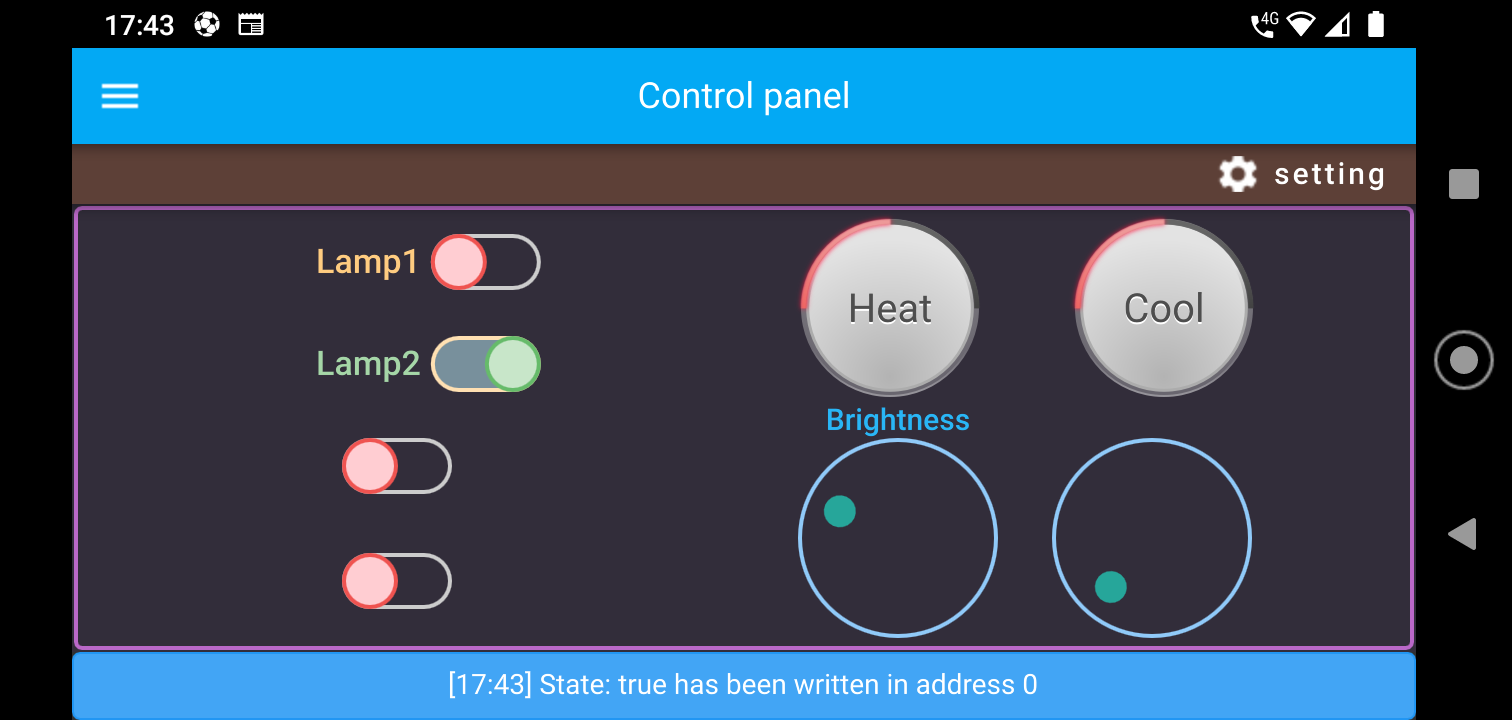 17:43
4G
Control panel
setting
Lamp1
Heat
Cool
Lamp2
Brightness
[17:43] State: true has been written in address 0